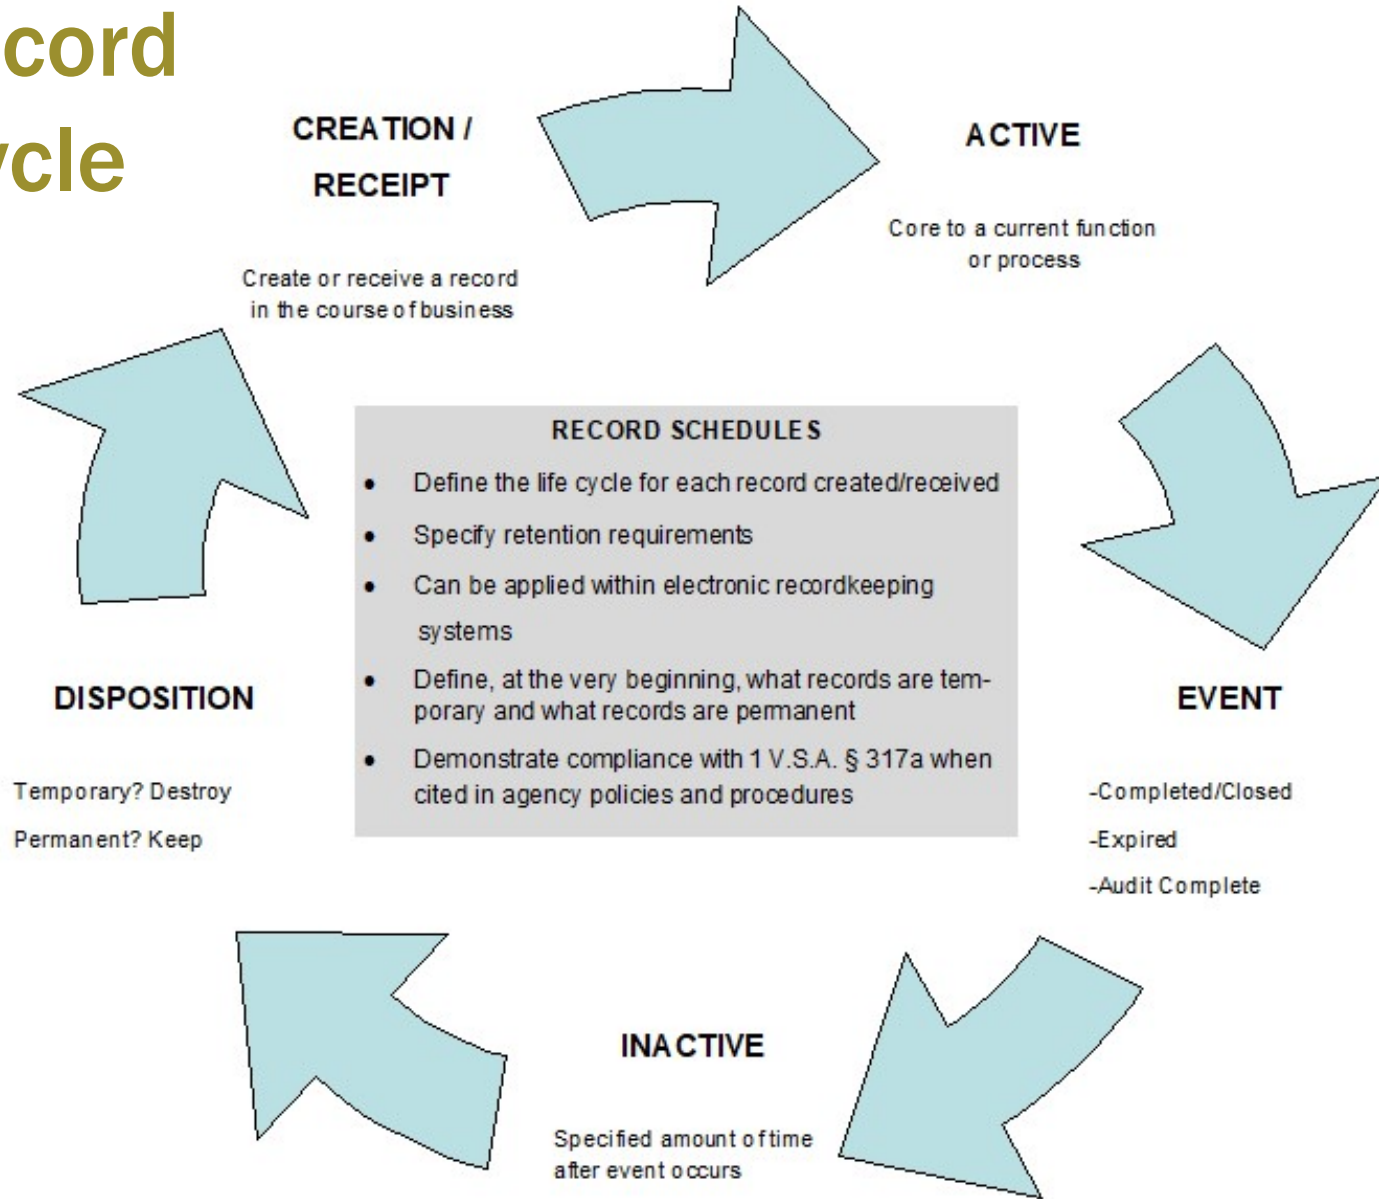 cord
ycle
CREATION /
RECEIPT
Create or receive a record
in the course of business
ACTIVE
Core to a current function
or process
RECORD SCHEDULES
• Define the life cycle for each record created/received
• Specify retention requirements
• Can be applied within electronic recordkeeping
systems
• Define, at the very beginning, what records are tem-
porary and what records are permanent
• Demonstrate compliance with 1 V.S.A. § 317a when
cited in agency policies and procedures
EVENT
-Completed/Closed
-Expired
-Audit Complete
INACTIVE
Specified amount of time
after event occurs
DISPOSITION
Temporary? Destroy
Permanent? Keep